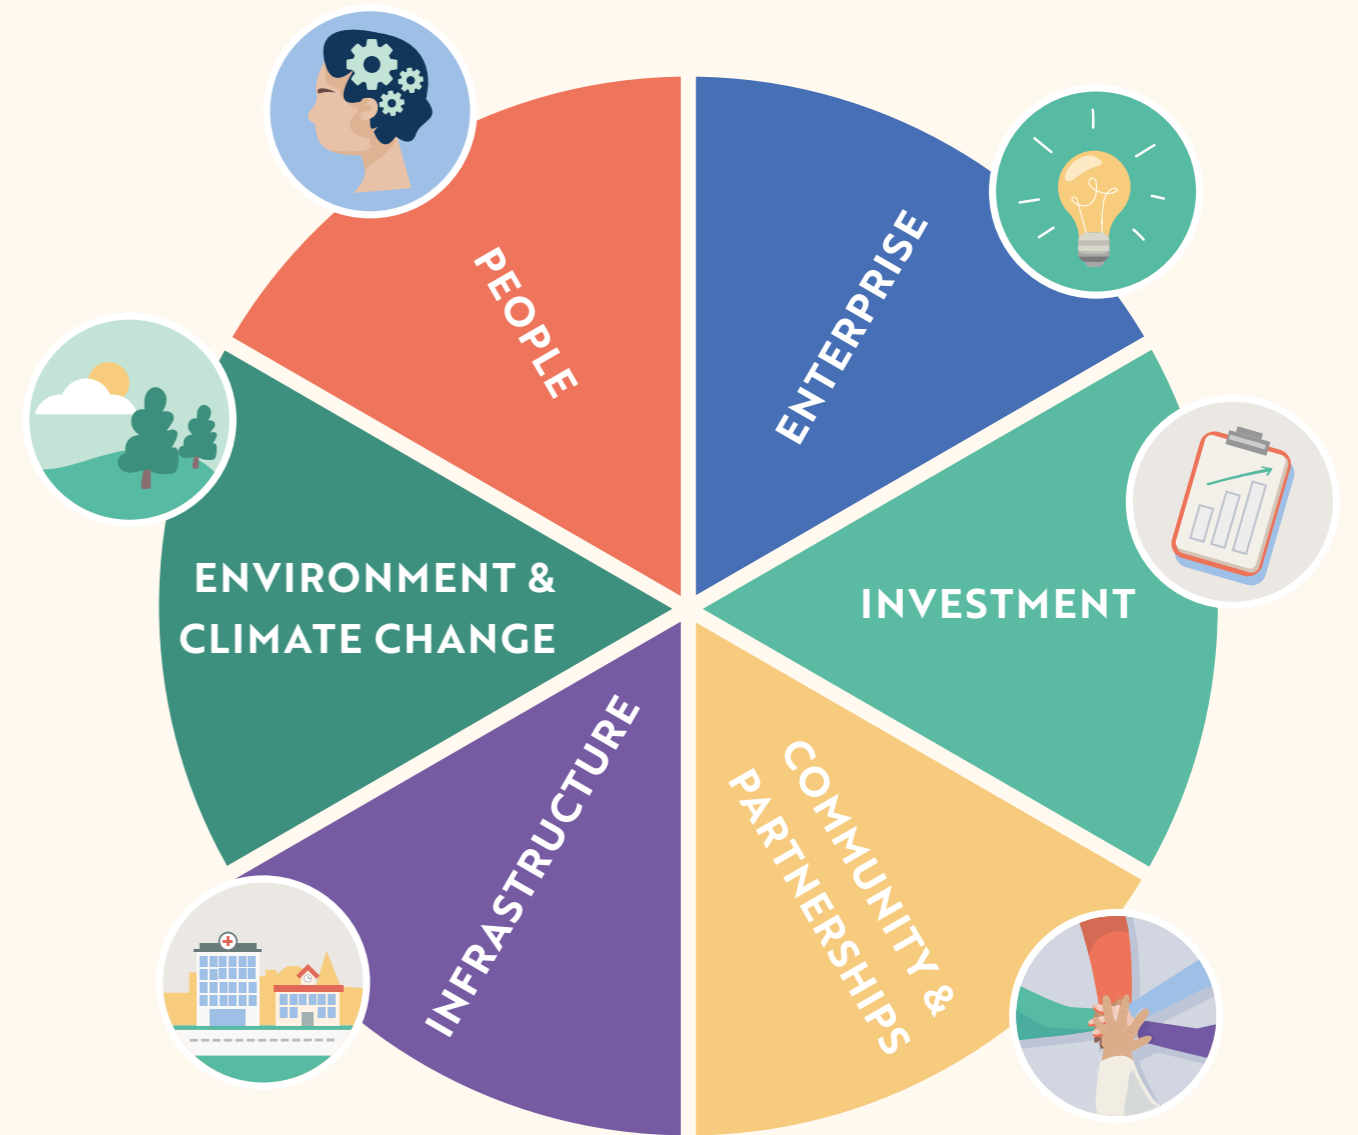 PEOPLE
ENTERPRISE
ENVIRONMENT &
CLIMATE CHANGE
INVESTMENT
INFRASTRUCTURE
COMMUNITY &
PARTNERSHIPS